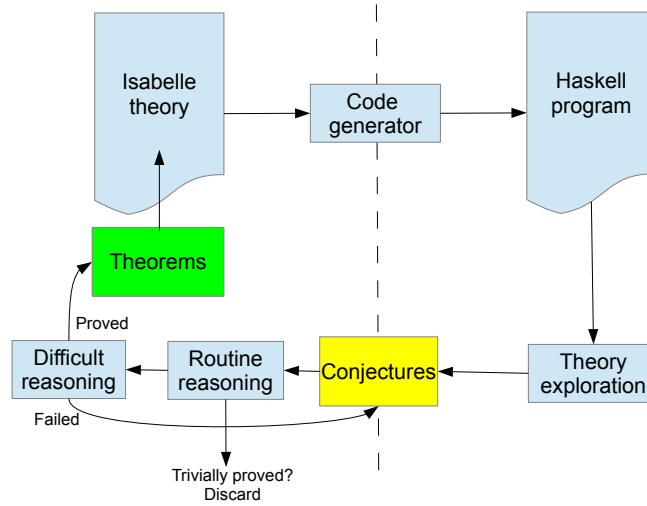 Isabelle
theory
Code
generator
Haskell
program
Theorems
Proved
Difficult
reasoning
Routine
reasoning
Conjectures
Theory
exploration
Failed
Trivially proved?
Discard